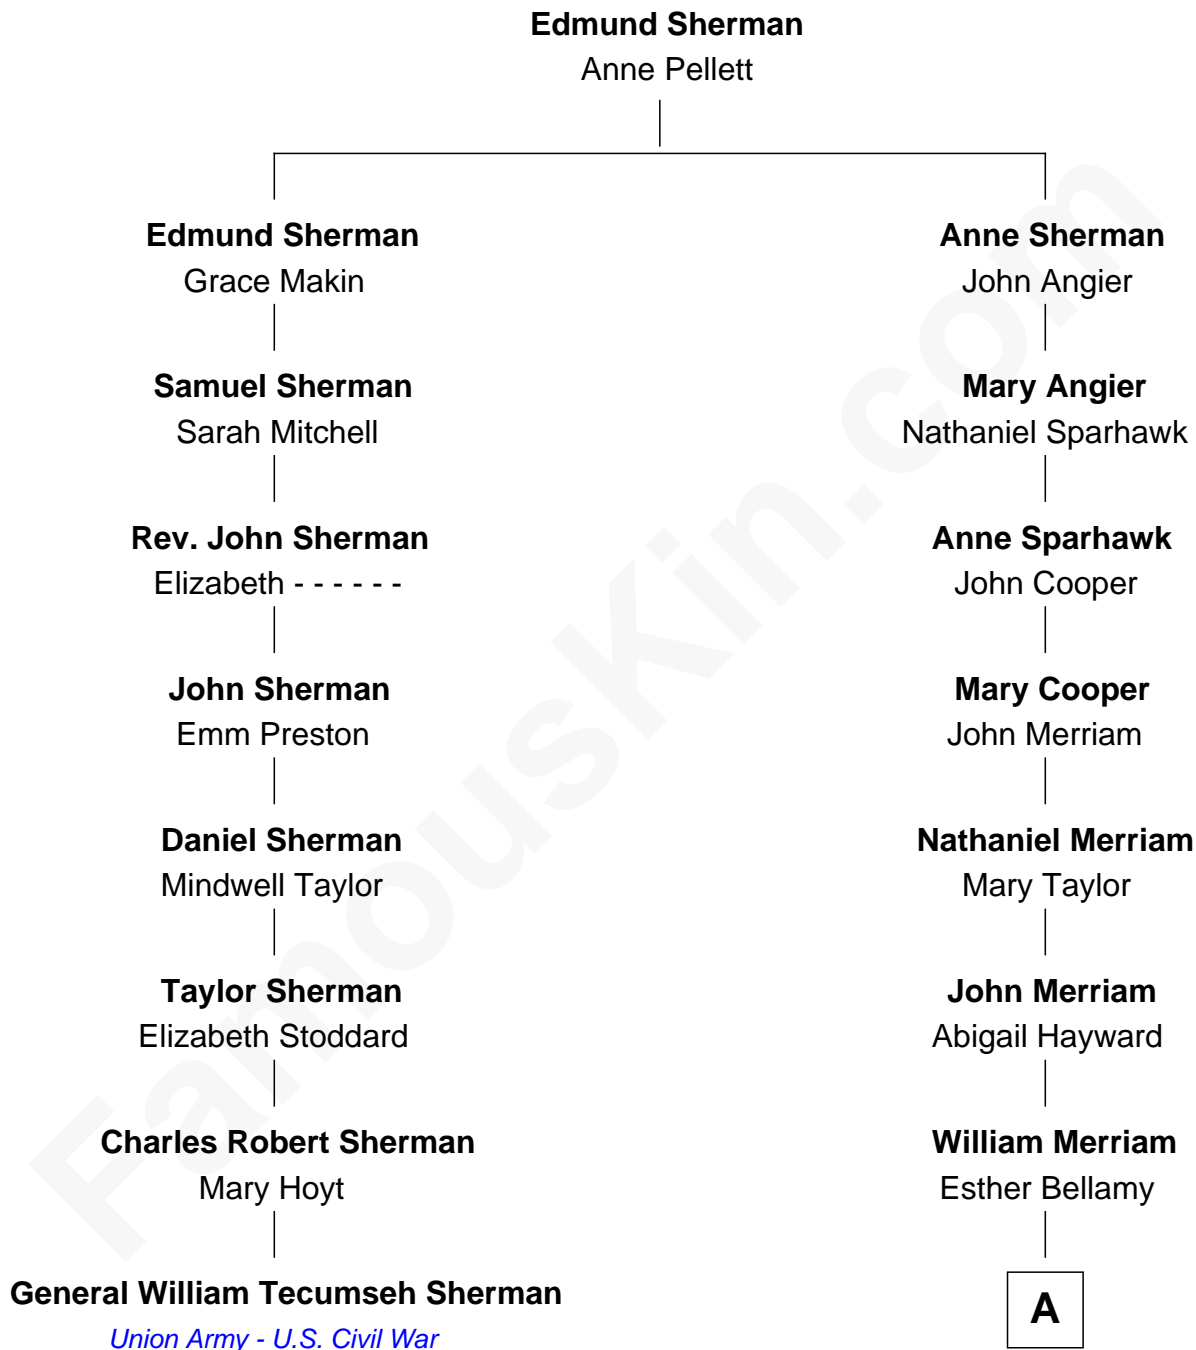 Edmund Sherman
Anne Pellett
Edmund Sherman
Grace Makin
Anne Sherman
John Angier
Samuel Sherman
Sarah Mitchell
Mary Angier
Nathaniel Sparhawk
Rev. John Sherman
Elizabeth - - - - - -
Anne Sparhawk
John Cooper
John Sherman
Emm Preston
Mary Cooper
John Merriam
Daniel Sherman
Mindwell Taylor
Nathaniel Merriam
Mary Taylor
Taylor Sherman
Elizabeth Stoddard
John Merriam
Abigail Hayward
Charles Robert Sherman
Mary Hoyt
William Merriam
Esther Bellamy
General William Tecumseh Sherman
Union Army - U.S. Civil War
A
FamousKin.com